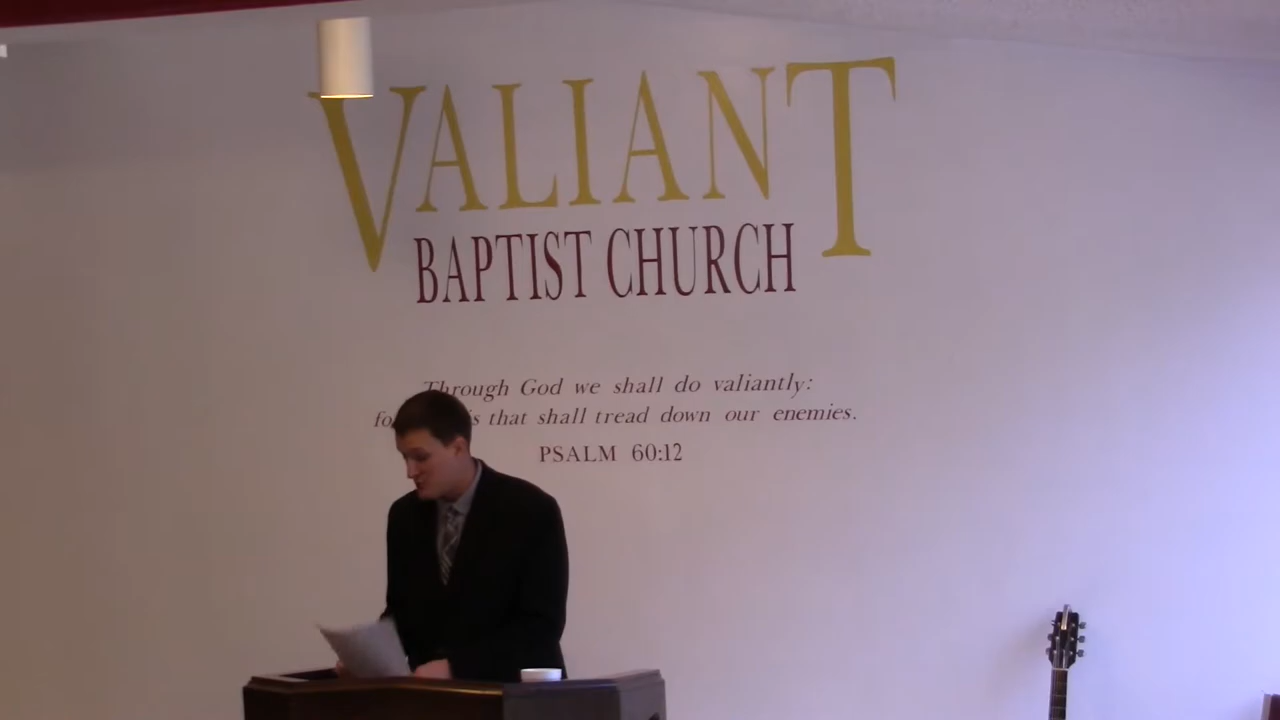 VALIANT
BAPTIST CHURCH
Through God we shall do valiantly:
that shall tread down our enemies.
PSALM 60:12